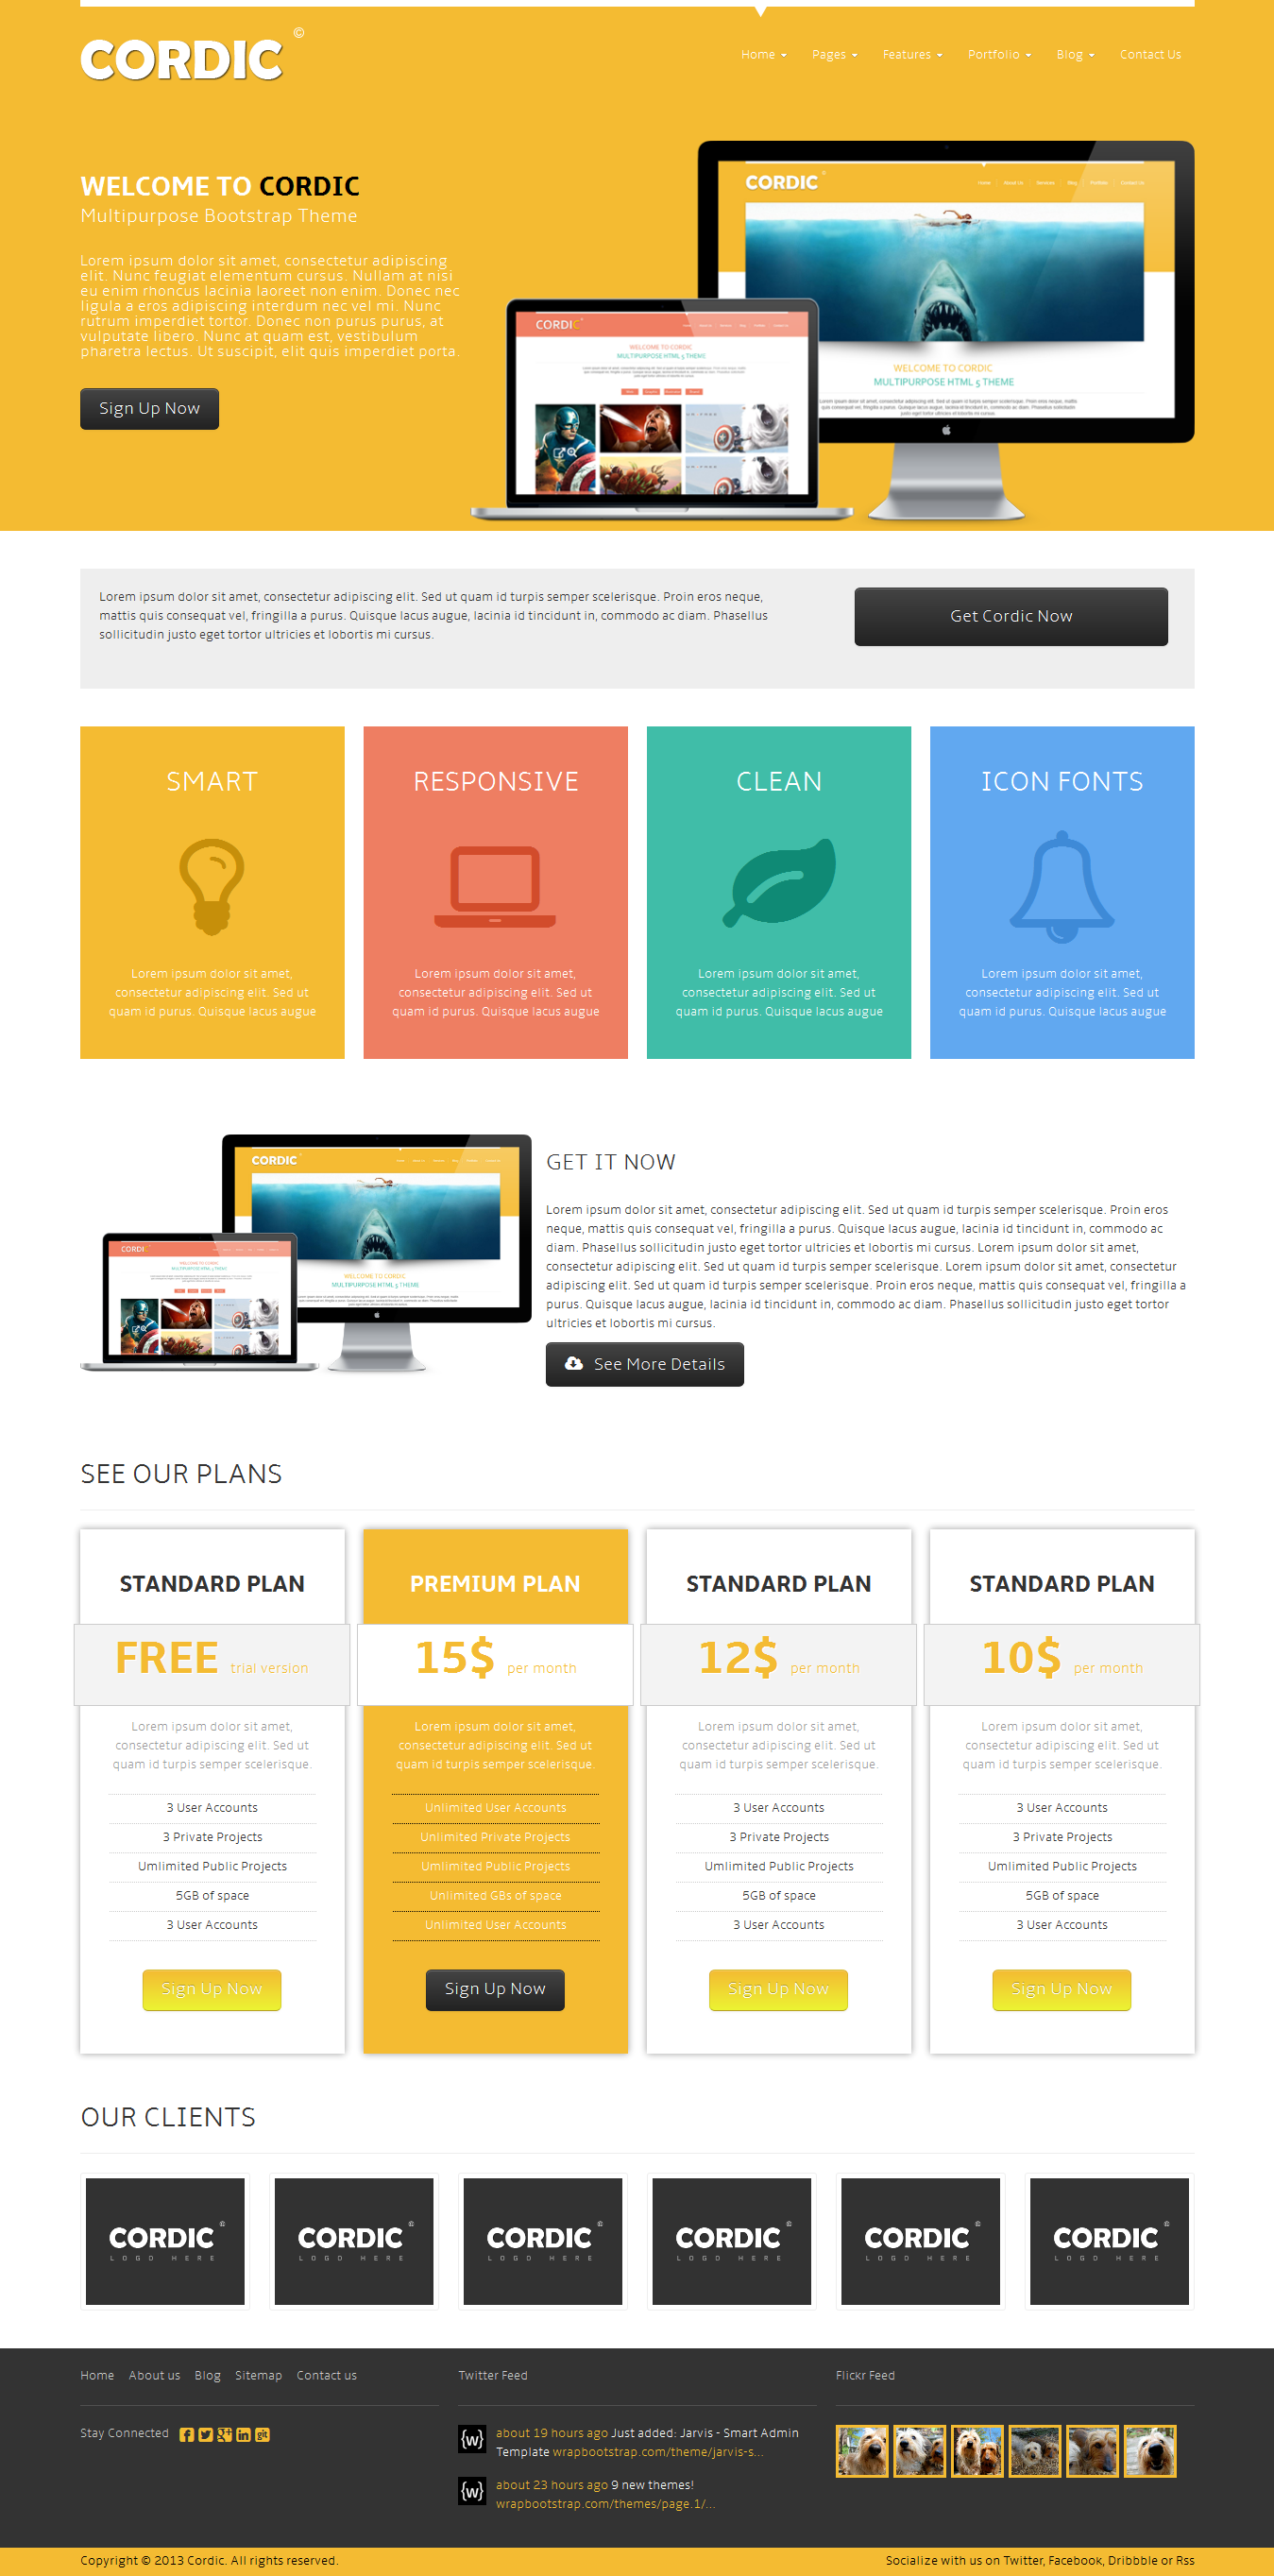 CORDIC ©
Home Pages Features Portfolio Blog Contact Us
WELCOME TO CORDIC
Multipurpose Bootstrap Theme
Lorem ipsum dolor sit amet, consectetur adipiscing
elit. Nunc feugiat elementum cursus. Nullam at nisi
eu enim rhoncus lacinia laoreet non enim. Donec nec
ligula a eros adipiscing interdum nec vel mi. Nunc
rutrum imperdiet tortor. Donec non purus purus, at
vulputate libero. Nunc at quam est, vestibulum
pharetra lectus. Ut suscipit, elit quis imperdiet porta.
Sign Up Now
CORDIC
WELCOME TO CORDIC
MULTIPURPOSE HTML 5 THEME
CORDIC
WELCOME TO CORDIC
MULTIPURPOSE HTML 5 THEME
Lorem ipsum dolor sit amet, consectetur adipiscing elit. Sed ut quam id turpis semper scelerisque. Proin eros neque,
mattis quis consequat vel, fringilla a purus. Quisque lacus augue, lacinia id tincidunt in, commodo ac diam. Phasellus
sollicitudin justo eget tortor ultricies et lobortis mi cursus.
Get Cordic Now
SMART
Lorem ipsum dolor sit amet,
consectetur adipiscing elit. Sed ut
quam id purus. Quisque lacus augue
RESPONSIVE
Lorem ipsum dolor sit amet,
consectetur adipiscing elit. Sed ut
quam id purus. Quisque lacus augue
CLEAN
Lorem ipsum dolor sit amet,
consectetur adipiscing elit. Sed ut
quam id purus. Quisque lacus augue
ICON FONTS
Lorem ipsum dolor sit amet,
consectetur adipiscing elit. Sed ut
quam id purus. Quisque lacus augue
CORDIC
WELCOME TO CORDIC
MULTIPURPOSE HTML 5 THEME
CORDIC
WELCOME TO CORDIC
GET IT NOW
Lorem ipsum dolor sit amet, consectetur adipiscing elit. Sed ut quam id turpis semper scelerisque. Proin eros
neque, mattis quis consequat vel, fringilla a purus. Quisque lacus augue, lacinia id tincidunt in, commodo ac
diam. Phasellus sollicitudin justo eget tortor ultricies et lobortis mi cursus. Lorem ipsum dolor sit amet,
consectetur adipiscing elit. Sed ut quam id turpis semper scelerisque. Lorem ipsum dolor sit amet, consectetur
adipiscing elit. Sed ut quam id turpis semper scelerisque. Proin eros neque, mattis quis consequat vel, fringilla a
purus. Quisque lacus augue, lacinia id tincidunt in, commodo ac diam. Phasellus sollicitudin justo eget tortor
ultricies et lobortis mi cursus.
See More Details
SEE OUR PLANS
STANDARD PLAN
FREE trial version
Lorem ipsum dolor sit amet,
consectetur adipiscing elit. Sed ut
quam id turpis semper scelerisque.
3 User Accounts
3 Private Projects
Umlimited Public Projects
5GB of space
3 User Accounts
Sign Up Now
PREMIUM PLAN
15$ per month
Lorem ipsum dolor sit amet,
consectetur adipiscing elit. Sed ut
quam id turpis semper scelerisque.
Unlimited User Accounts
Unlimited Private Projects
Umlimited Public Projects
Unlimited GBs of space
Unlimited User Accounts
Sign Up Now
STANDARD PLAN
12$ per month
Lorem ipsum dolor sit amet,
consectetur adipiscing elit. Sed ut
quam id turpis semper scelerisque.
3 User Accounts
3 Private Projects
Umlimited Public Projects
5GB of space
3 User Accounts
Sign Up Now
STANDARD PLAN
10$ per month
Lorem ipsum dolor sit amet,
consectetur adipiscing elit. Sed ut
quam id turpis semper scelerisque.
3 User Accounts
3 Private Projects
Umlimited Public Projects
5GB of space
3 User Accounts
Sign Up Now
OUR CLIENTS
CORDIC ©
LOGO HERE
CORDIC ©
LOGO HERE
CORDIC ©
LOGO HERE
CORDIC ©
LOGO HERE
CORDIC ©
LOGO HERE
CORDIC ©
LOGO HERE
Home About us Blog Sitemap Contact us
Stay Connected
Twitter Feed
{w} about 19 hours ago Just added: Jarvis - Smart Admin
Template wrapbootstrap.com/theme/jarvis-s...
{w} about 23 hours ago 9 new themes!
wrapbootstrap.com/themes/page.1/...
Flickr Feed
Copyright © 2013 Cordic. All rights reserved.
Socialize with us on Twitter, Facebook, Dribbble or Rss